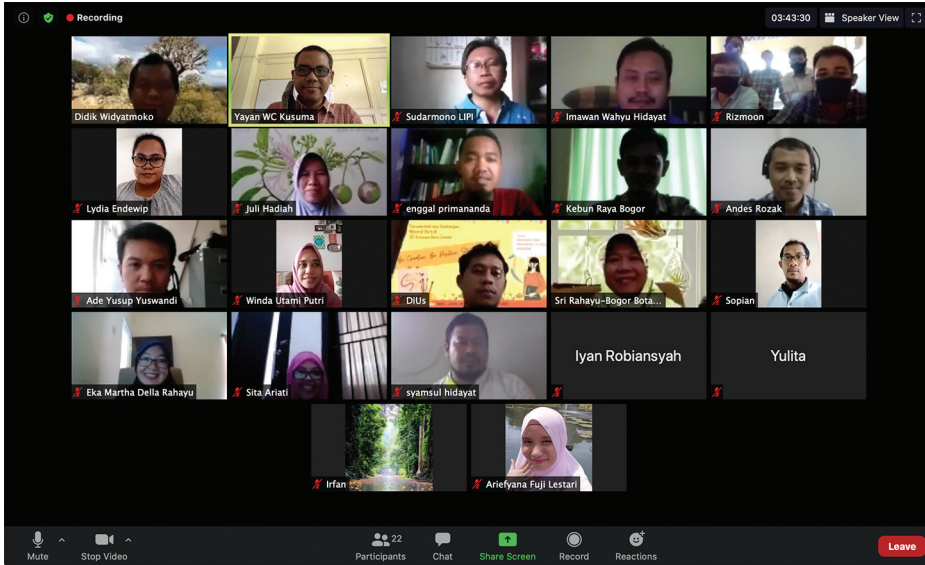 Recording
03:43:30
Speaker View
Didik Widyatmoko
Yayan WC Kusuma
Sudarmono LIPI
Imawan Wahyu Hidayat
Rizmoon
Lydia Endewip
Juli Hadiah
enggal primananda
Kebun Raya Bogor
Andes Rozak
Ade Yusup Yuswandi
Winda Utami Putri
DiUs
Sri Rahayu-Bogor Bota...
Sopian
Eka Martha Della Rahayu
Sita Ariati
syamsul hidayat
Iyan Robiansyah
Yulita
Irfan
Ariefyana Fuji Lestari
Mute
Stop Video
22
Participants
Chat
Share Screen
Record
Reactions
Leave